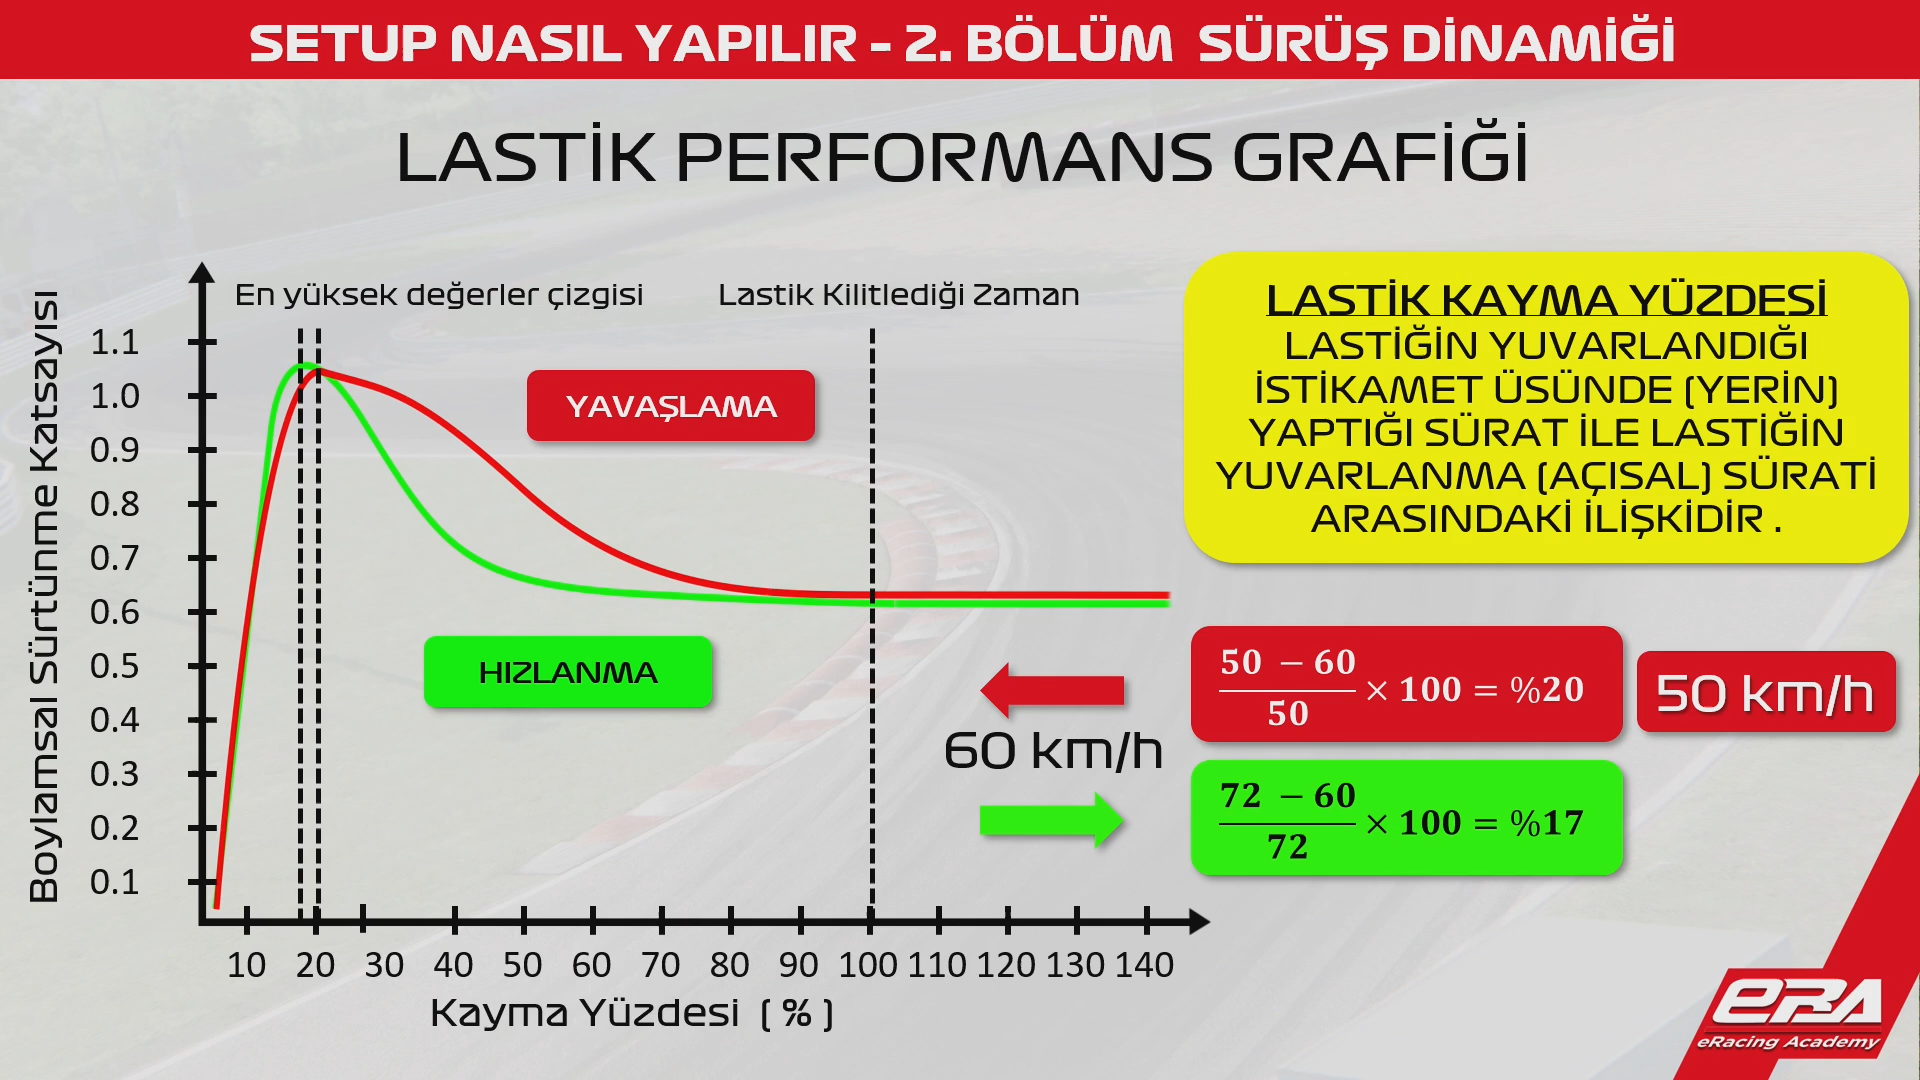 SETUP NASIL YAPILIR - 2. BÖLÜM  SÜRÜŞ DİNAMİĞİ
LASTİK PERFORMANS GRAFİĞİ
En yüksek değerler çizgisi
Lastik Kilitlediği Zaman
Boylamsal Sürtünme Katsayısı
1.1
1.0
0.9
0.8
0.7
0.6
0.5
0.4
0.3
0.2
0.1
YAVAŞLAMA
HIZLANMA
10 20 30 40 50 60 70 80 90 100 110 120 130 140
Kayma Yüzdesi ( % )
LASTİK KAYMA YÜZDESİ
LASTİĞİN YUVARLANDIĞI
İSTİKAMET ÜSÜNDE (YERİN)
YAPTIĞI SÜRAT İLE LASTİĞİN
YUVARLANMA (AÇISAL) SÜRATİ
ARASINDAKİ İLİŞKİDİR .
50 − 60
50
× 100 = %20
50 km/h
60 km/h
72 − 60
72
× 100 = %17
eRA
eRacing Academy